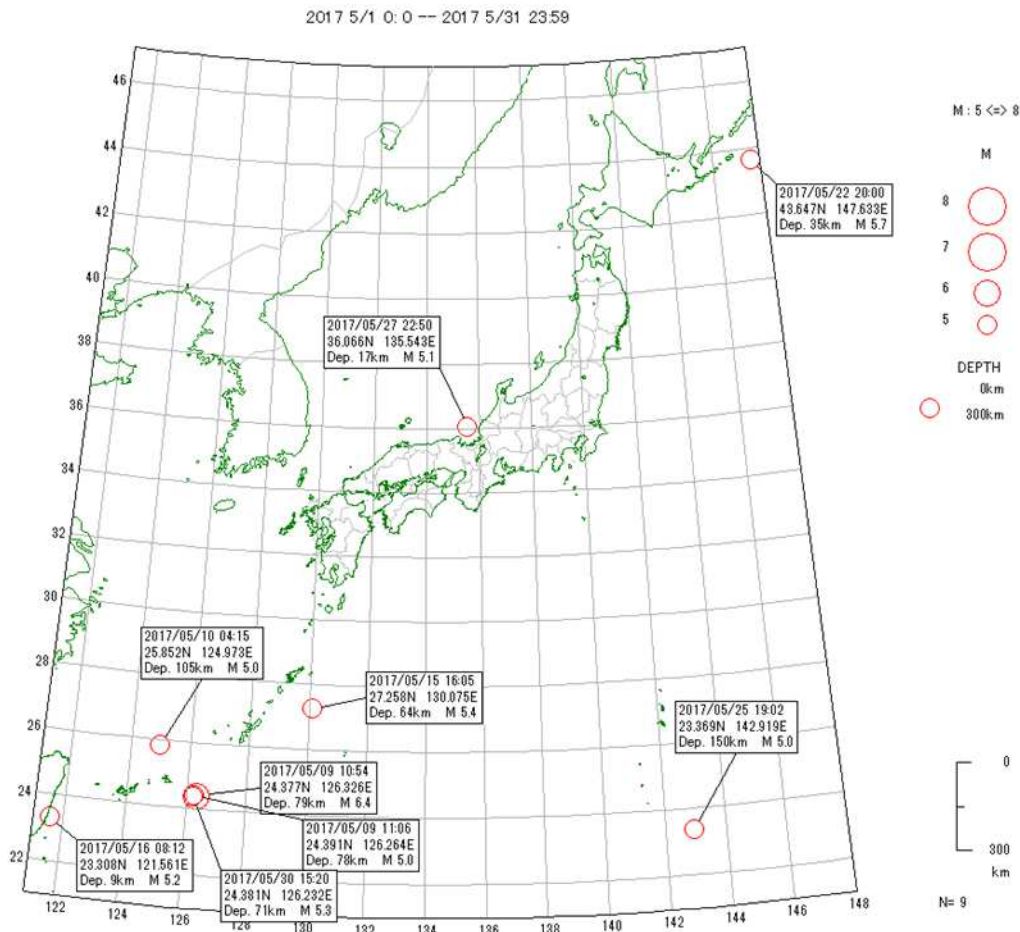 2017 5/1 0: 0 -- 2017 5/31 23:59
46
44
42
40
38
36
34
32
30
28
26
24
22
122
124
126
128
130
132
134
136
138
140
142
144
146
148
2017/05/22 20:00
43.647N 147.633E
Dep. 35km M 5.7
2017/05/27 22:50
36.066N 135.543E
Dep. 17km M 5.1
2017/05/10 04:15
25.852N 124.973E
Dep. 105km M 5.0
2017/05/15 16:05
27.258N 130.075E
Dep. 64km M 5.4
2017/05/25 19:02
23.369N 142.919E
Dep. 150km M 5.0
2017/05/09 10:54
24.377N 126.326E
Dep. 79km M 6.4
2017/05/09 11:06
24.391N 126.264E
Dep. 78km M 5.0
2017/05/16 08:12
23.308N 121.561E
Dep. 9km M 5.2
2017/05/30 15:20
24.381N 126.232E
Dep. 71km M 5.3
M : 5 <=> 8
M
8
7
6
5
DEPTH
0km
300km
0
300
km
N= 9